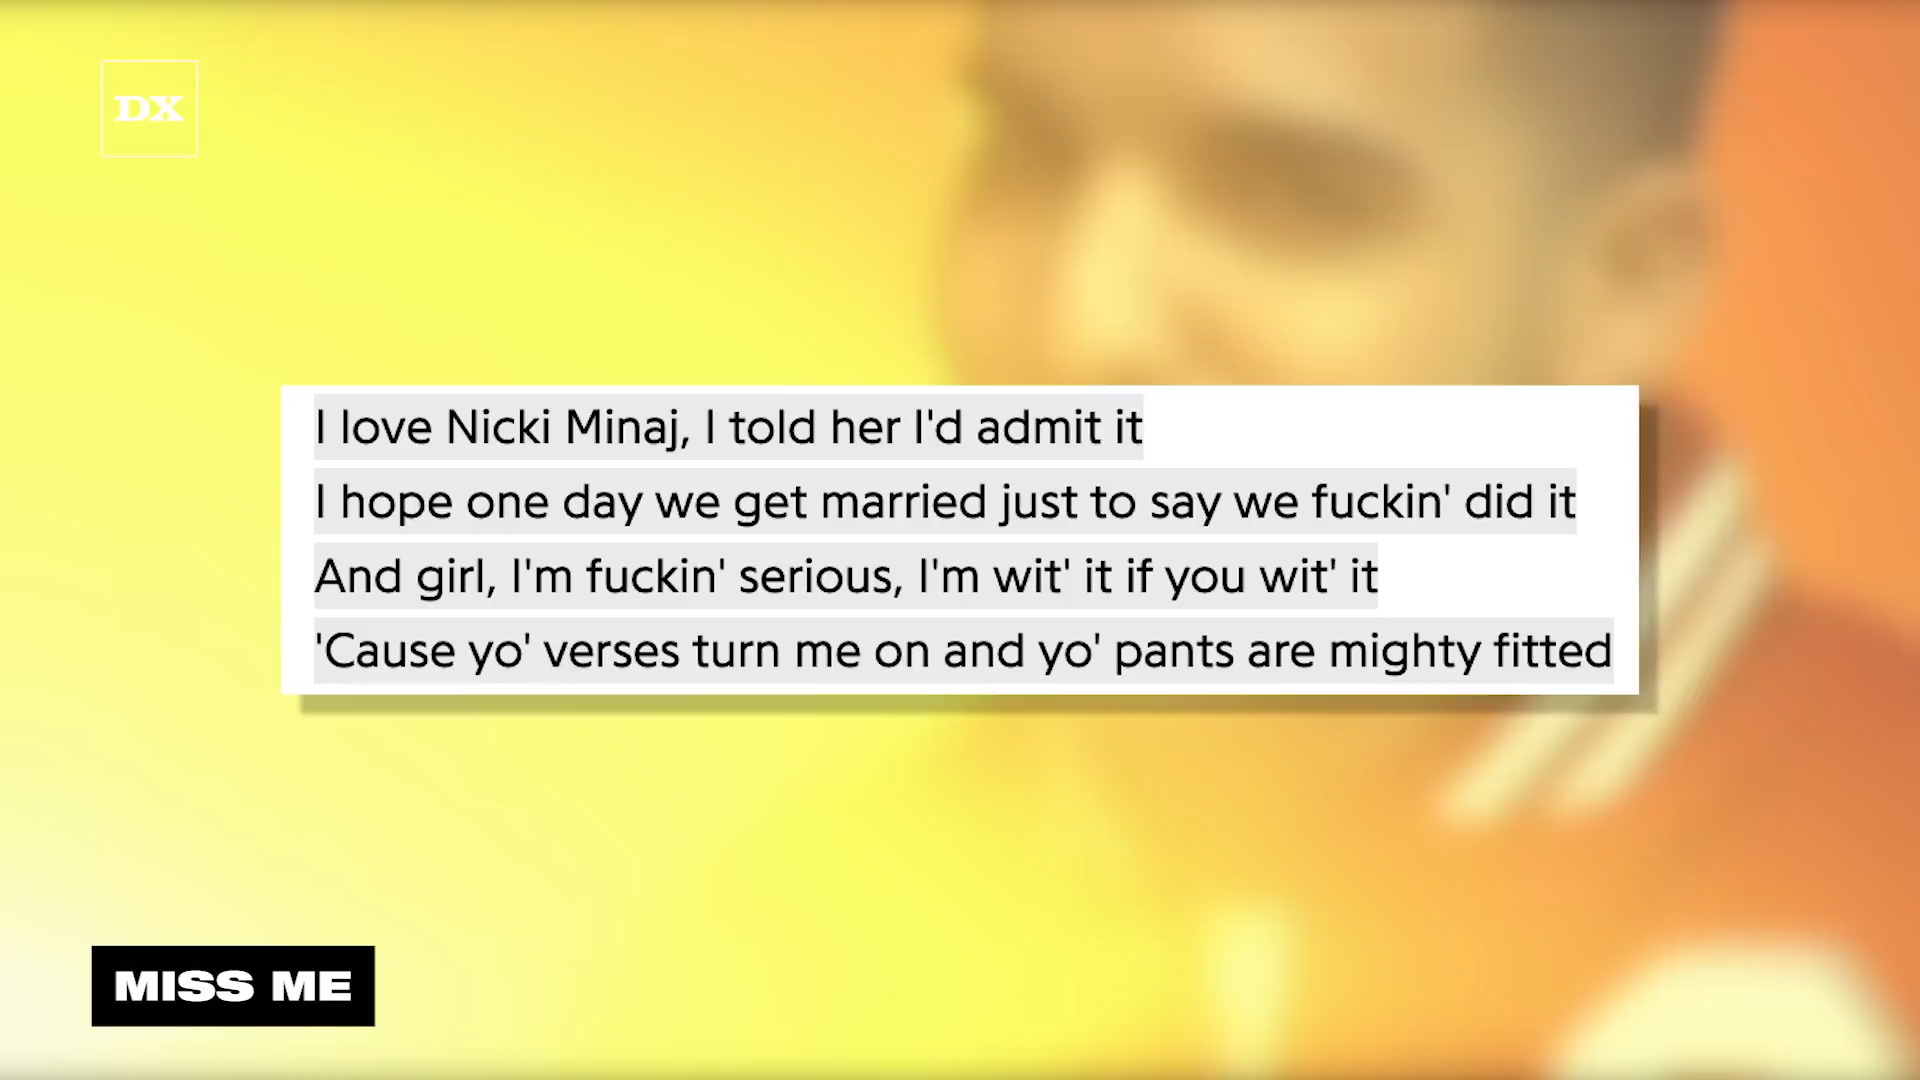 DX
I love Nicki Minaj, I told her I'd admit it
I hope one day we get married just to say we fuckin' did it
And girl, I'm fuckin' serious, I'm wit' it if you wit' it
'Cause yo' verses turn me on and yo' pants are mighty fitted
MISS ME